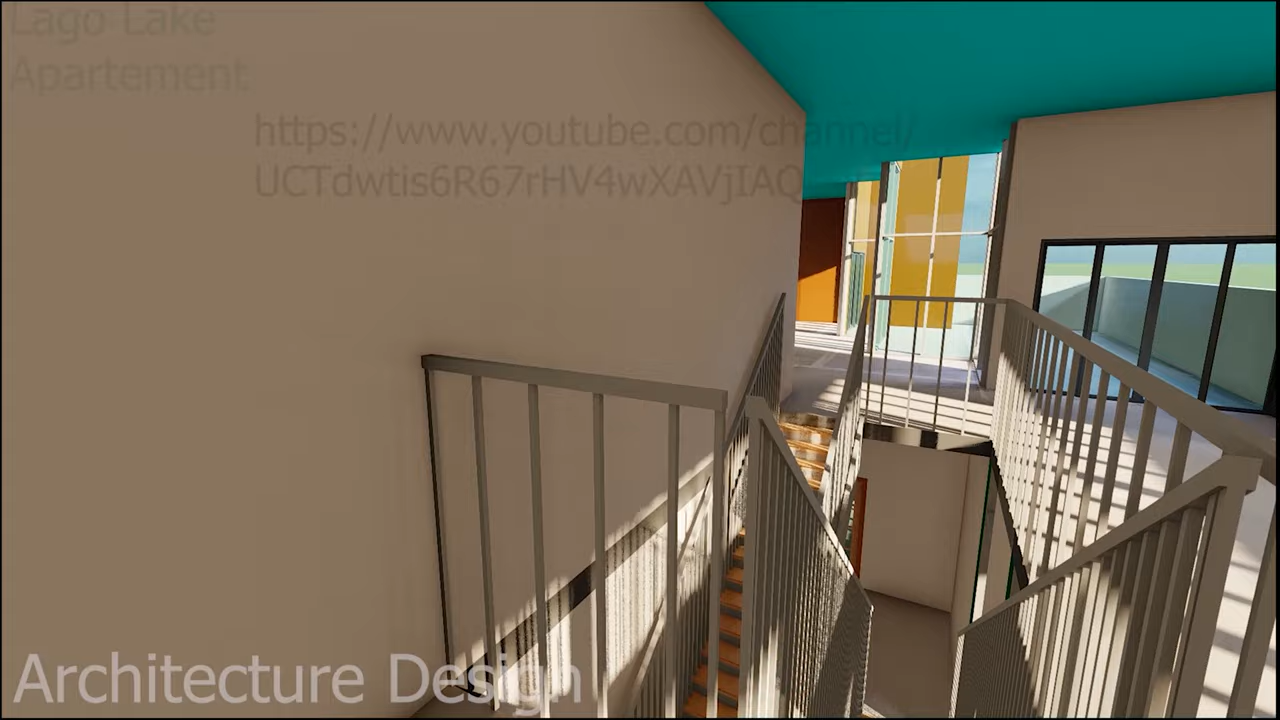 Lago Lake
Apartement
https://www.youtube.com/channel/
UCTdwtis6R67rHV4wXAVjIAQ
Architecture Design